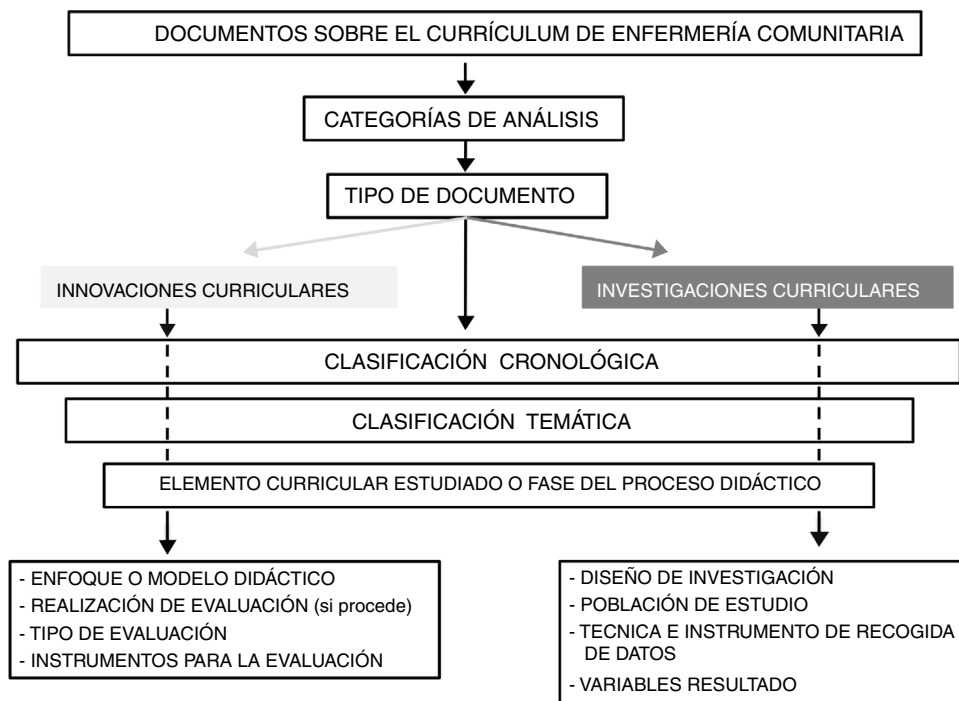 DOCUMENTOS SOBRE EL CURRÍCULUM DE ENFERMERÍA COMUNITARIA
CATEGORÍAS DE ANÁLISIS
TIPO DE DOCUMENTO
INNOVACIONES CURRICULARES
INVESTIGACIONES CURRICULARES
CLASIFICACIÓN CRONOLÓGICA
CLASIFICACIÓN TEMÁTICA
ELEMENTO CURRICULAR ESTUDIADO O FASE DEL PROCESO DIDÁCTICO
- ENFOQUE O MODELO DIDÁCTICO
- REALIZACIÓN DE EVALUACIÓN (si procede)
- TIPO DE EVALUACIÓN
- INSTRUMENTOS PARA LA EVALUACIÓN
- DISEÑO DE INVESTIGACIÓN
- POBLACIÓN DE ESTUDIO
- TECNICA E INSTRUMENTO DE RECOGIDA
DE DATOS
- VARIABLES RESULTADO